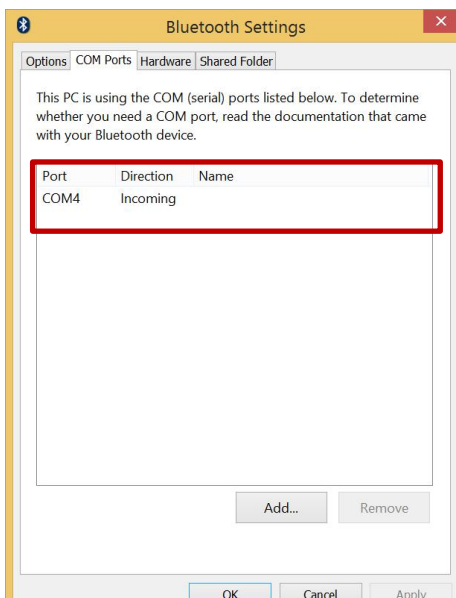 Bluetooth Settings
Options COM Ports Hardware Shared Folder
This PC is using the COM (serial) ports listed below. To determine
whether you need a COM port, read the documentation that came
with your Bluetooth device.
Port Direction Name
COM4 Incoming
Add... Remove
OK Cancel Apply